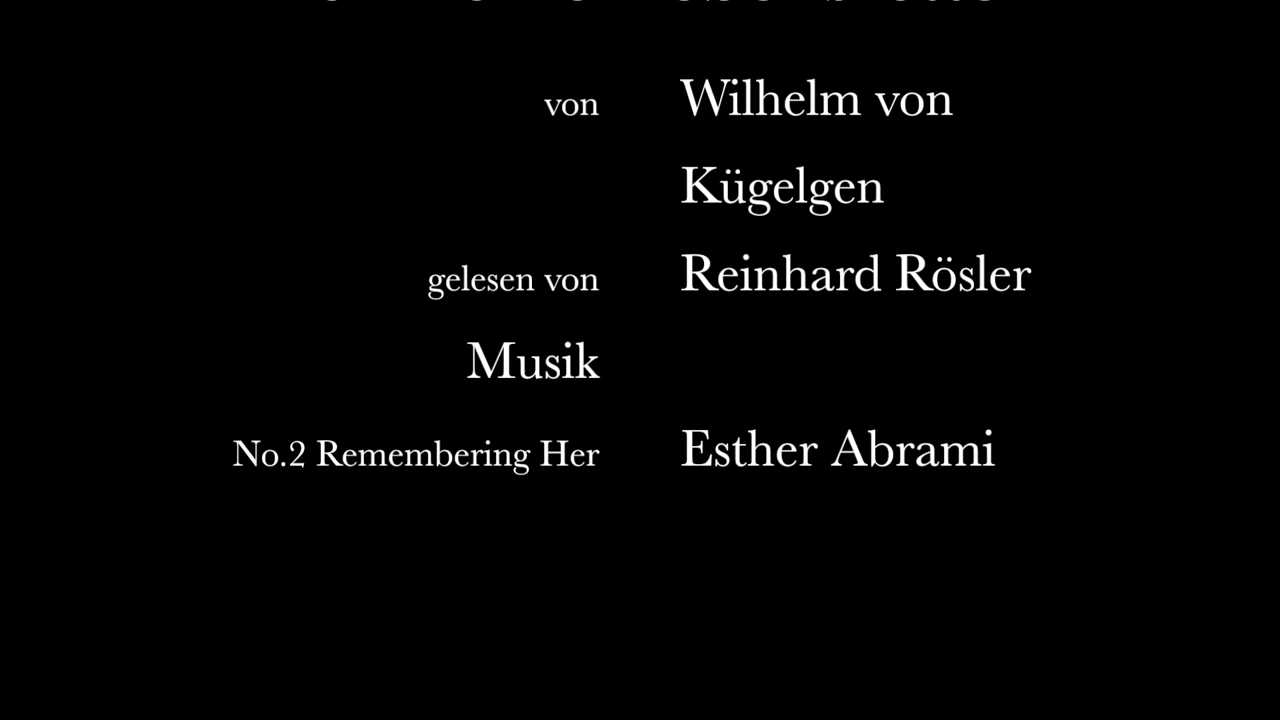 von Wilhelm von
Kügelgen
gelesen von Reinhard Rösler
Musik
No.2 Remembering Her Esther Abrami